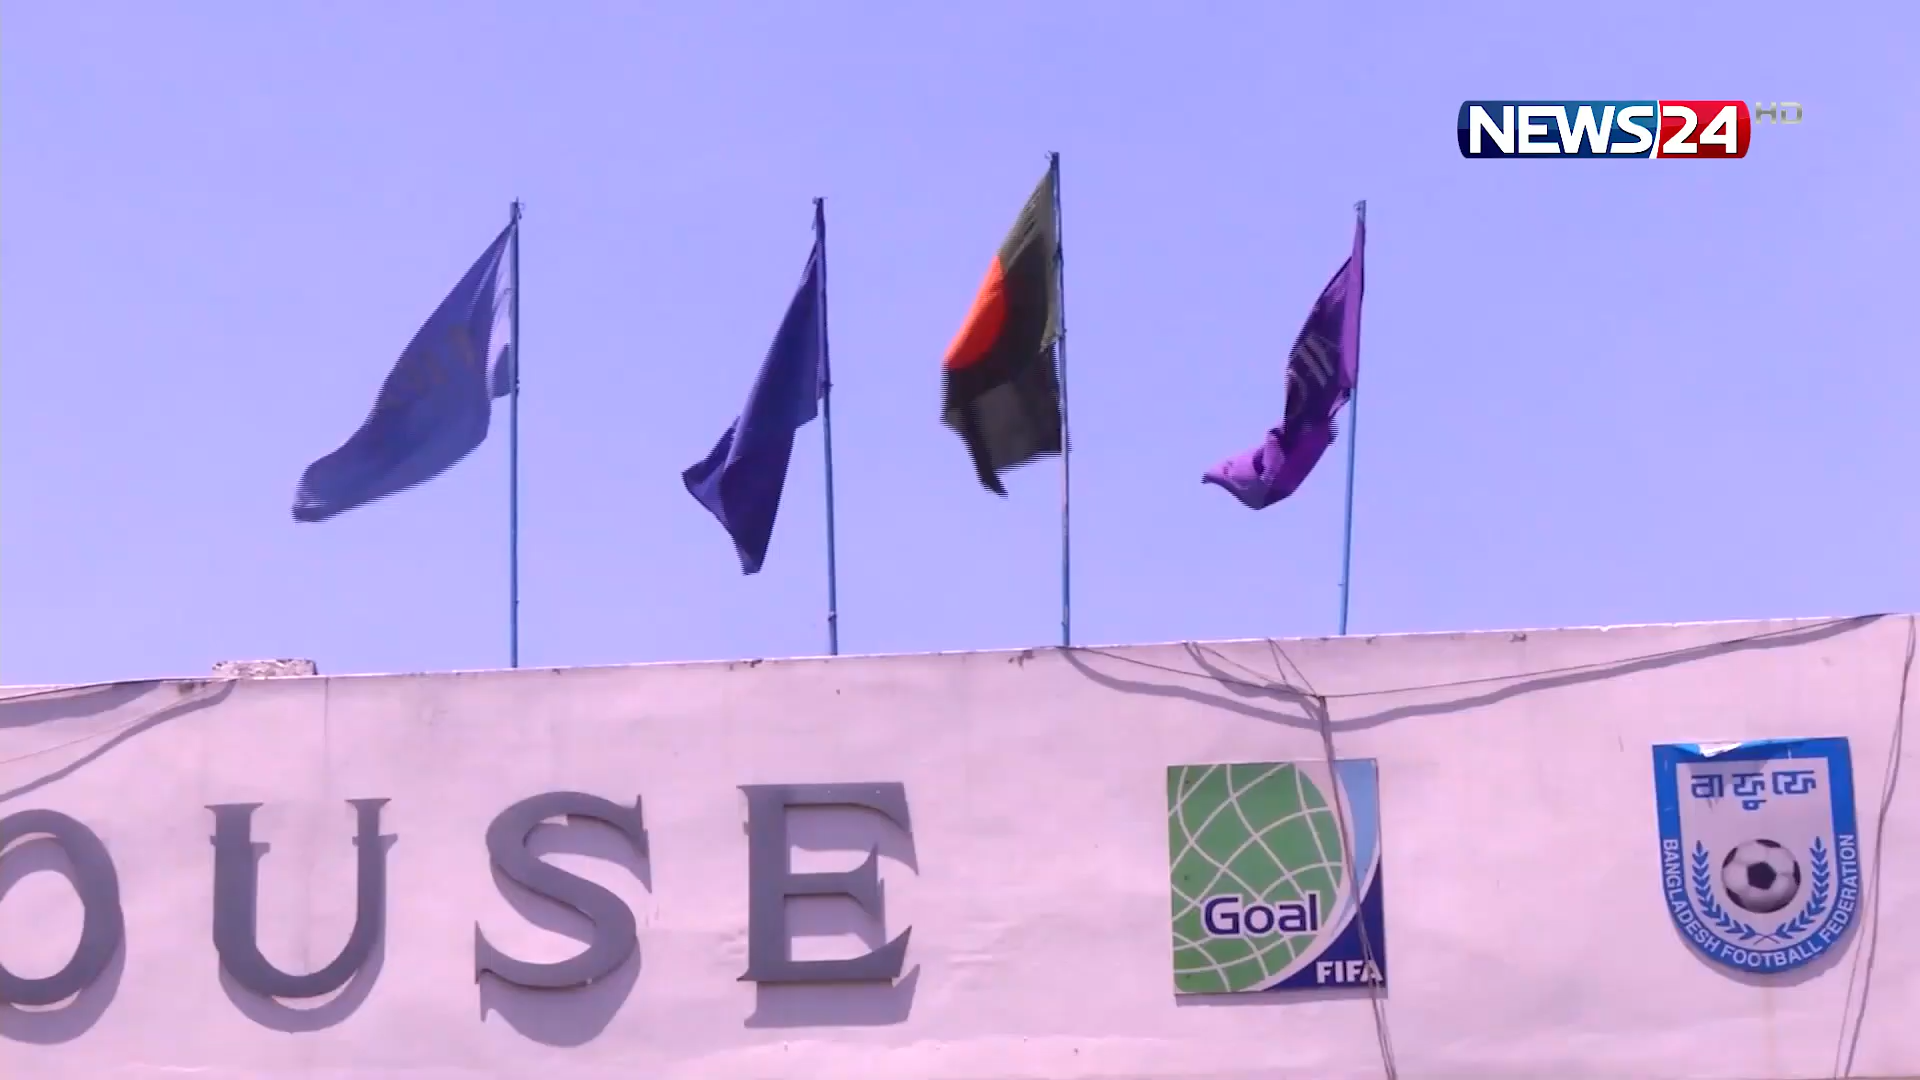 NEWS24 HD
OUSE
Goal
FIFA
বাফুফে
BANGLADESH FOOTBALL FEDERATION